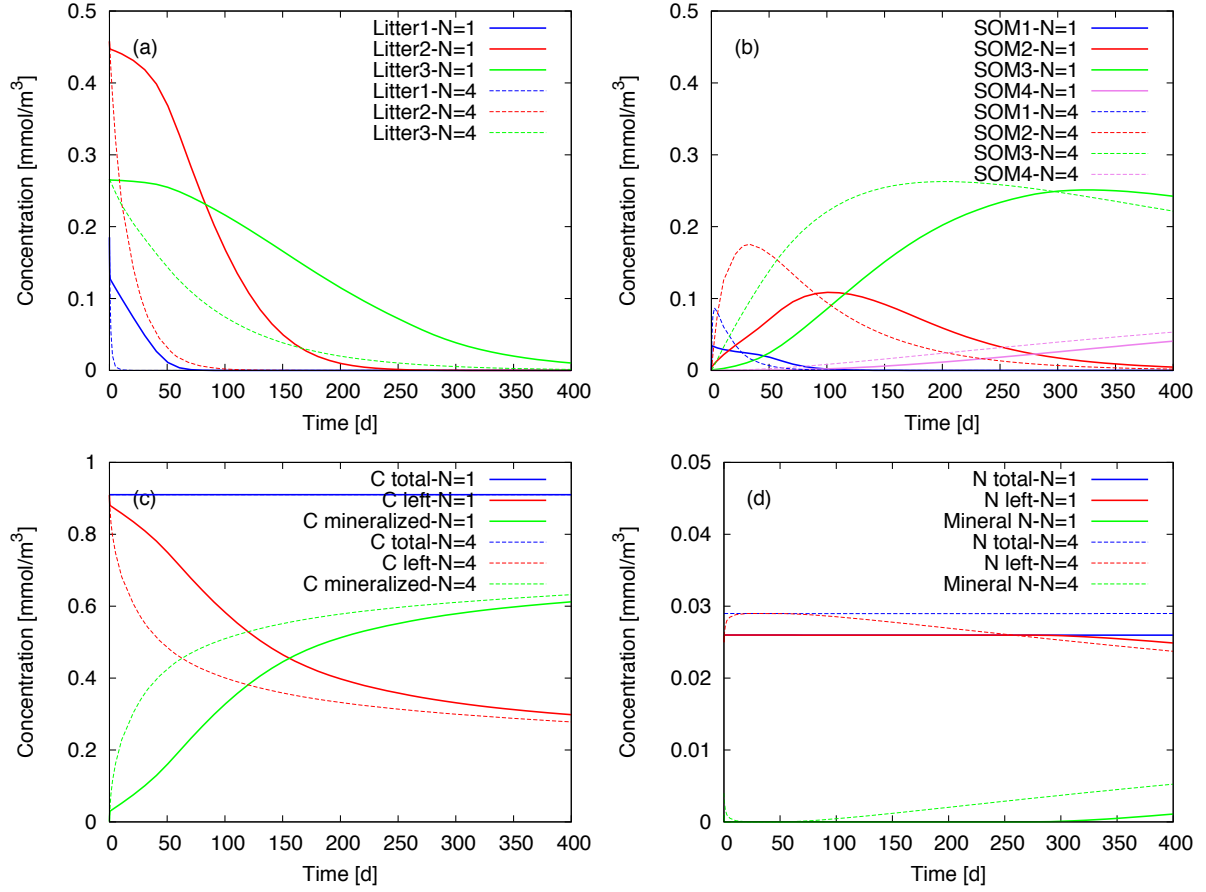 (a)
Litter1-N=1
Litter2-N=1
Litter3-N=1
Litter1-N=4
Litter2-N=4
Litter3-N=4
Concentration [mmol/m³]
0.5
0.4
0.3
0.2
0.1
0
0 50 100 150 200 250 300 350 400
Time [d]
(b)
SOM1-N=1
SOM2-N=1
SOM3-N=1
SOM4-N=1
SOM1-N=4
SOM2-N=4
SOM3-N=4
SOM4-N=4
Concentration [mmol/m³]
0.5
0.4
0.3
0.2
0.1
0
0 50 100 150 200 250 300 350 400
Time [d]
(c)
C total-N=1
C left-N=1
C mineralized-N=1
C total-N=4
C left-N=4
C mineralized-N=4
Concentration [mmol/m³]
1
0.8
0.6
0.4
0.2
0
0 50 100 150 200 250 300 350 400
Time [d]
(d)
N total-N=1
N left-N=1
Mineral N-N=1
N total-N=4
N left-N=4
Mineral N-N=4
Concentration [mmol/m³]
0.05
0.04
0.03
0.02
0.01
0
0 50 100 150 200 250 300 350 400
Time [d]